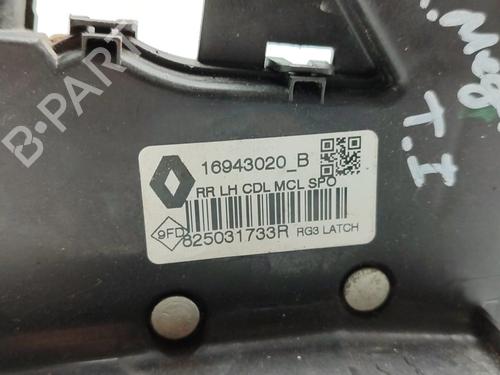 B-PARTS
16943020_B
RR LH CDL MCL SPO
9FD
825031733R RG3 LATCH
T.I